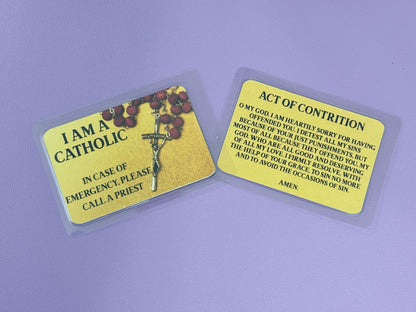 I AM A
CATHOLIC
IN CASE OF
EMERGENCY, PLEASE
CALL A PRIEST
ACT OF CONTRITION
O MY GOD, I AM HEARTILY SORRY FOR HAVING
OFFENDED YOU. I DETEST ALL MY SINS
BECAUSE OF YOUR JUST PUNISHMENTS, BUT
MOST OF ALL BECAUSE THEY OFFEND YOU, MY
GOD, WHO ARE ALL GOOD AND DESERVING
OF ALL MY LOVE. I FIRMLY RESOLVE, WITH
THE HELP OF YOUR GRACE, TO SIN NO MORE
AND TO AVOID THE OCCASIONS OF SIN.
AMEN.